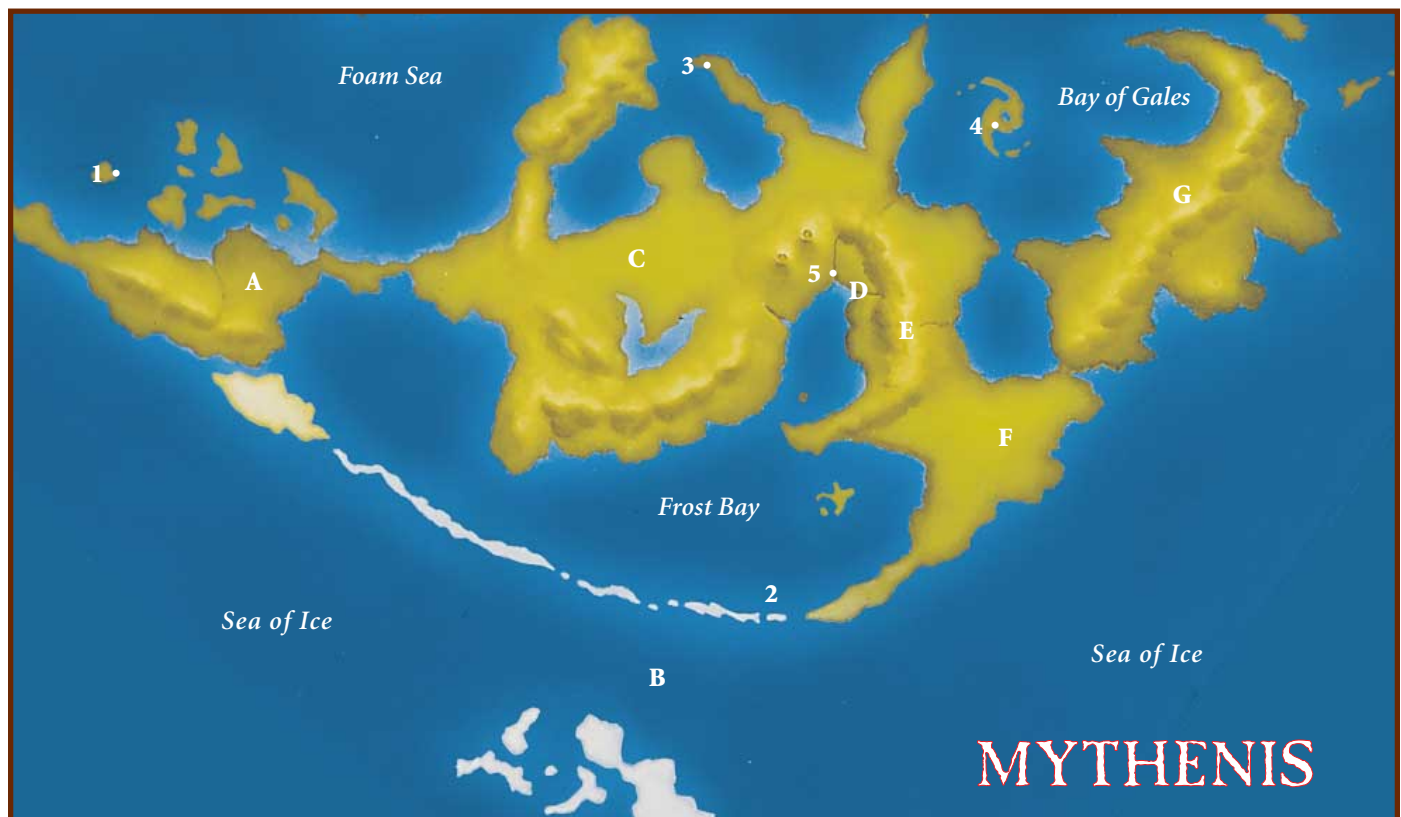 Foam Sea
3
Bay of Gales
4
1
G
C
A
5
D
E
F
Frost Bay
2
Sea of Ice
Sea of Ice
B
MYTHENIS